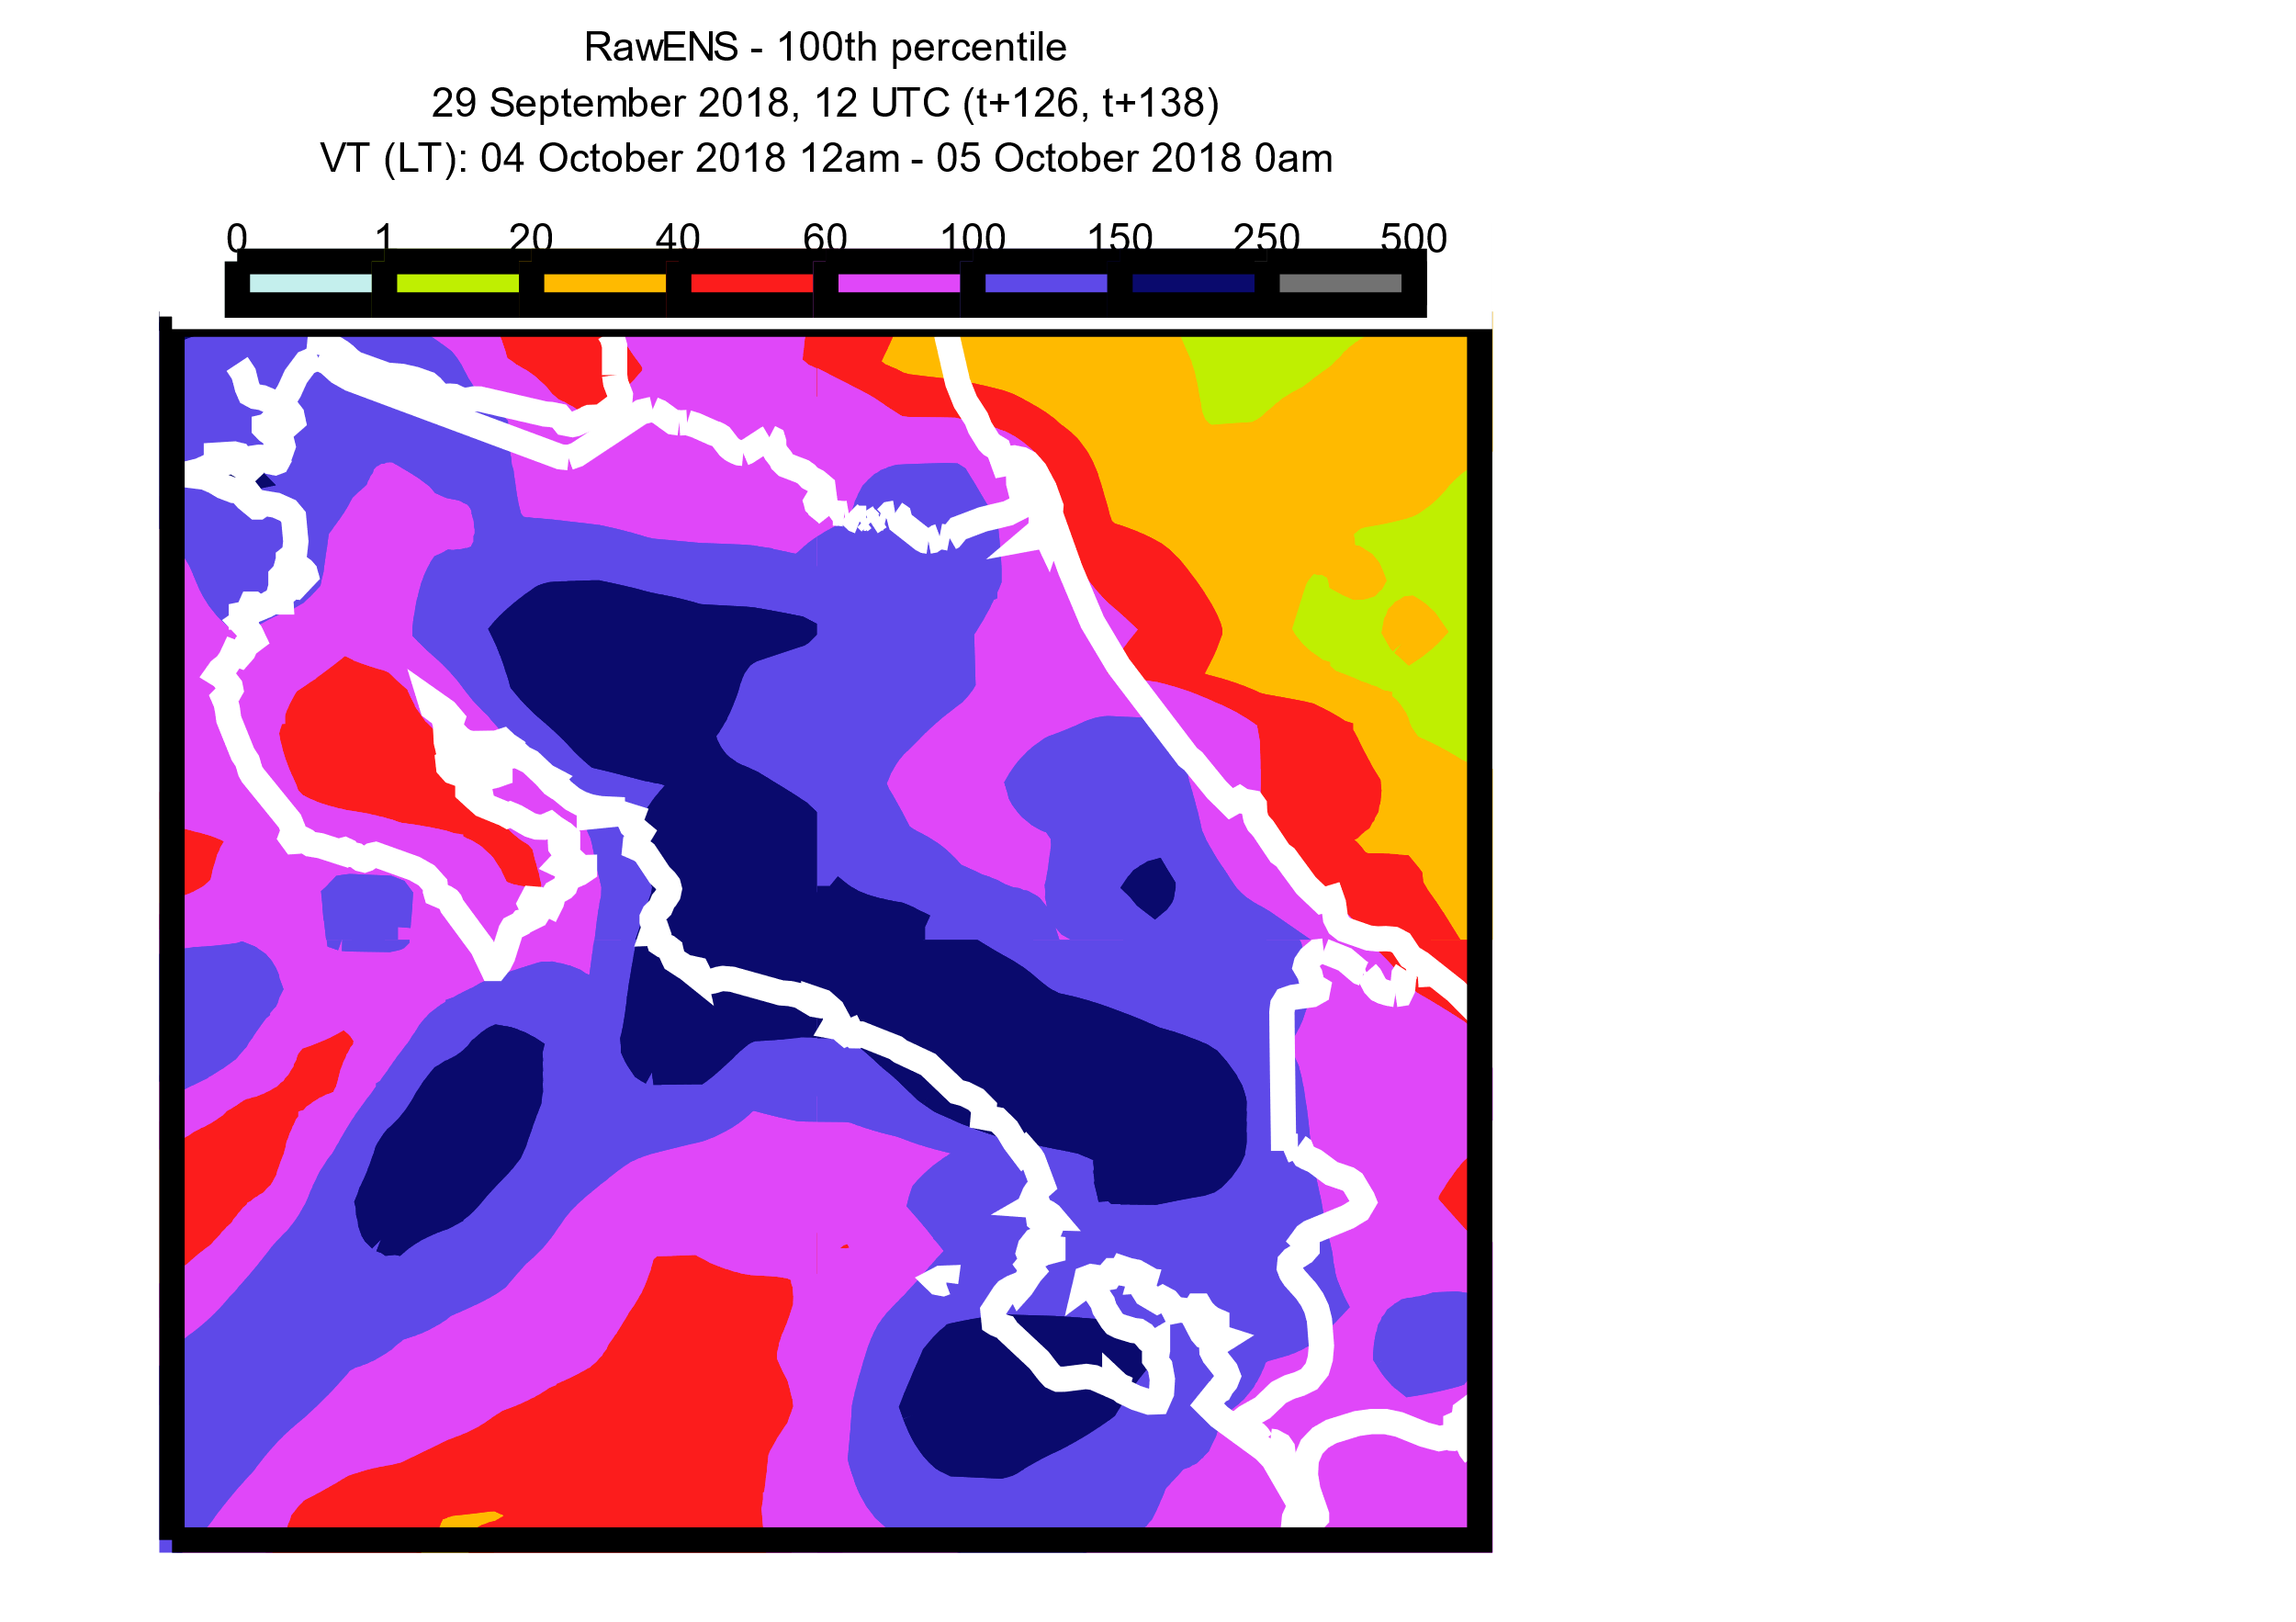 RawENS - 100th percentile
29 September 2018, 12 UTC (t+126, t+138)
VT (LT): 04 October 2018 12am - 05 October 2018 0am
0 1 20 40 60 100 150 250 500